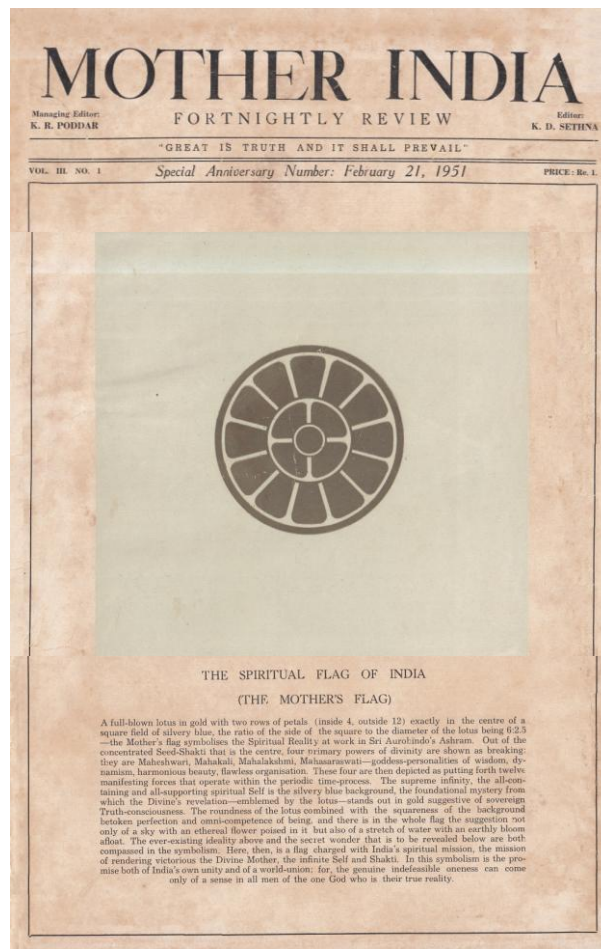 MOTHER INDIA
Managing Editor:
K. R. PODDAR
FORTNIGHTLY REVIEW
Editor:
K. D. SETHNA
"GREAT IS TRUTH AND IT SHALL PREVAIL"
VOL. III. NO. 1
Special Anniversary Number: February 21, 1951
PRICE: Re. 1.
THE SPIRITUAL FLAG OF INDIA
(THE MOTHER'S FLAG)
A full-blown lotus in gold with two rows of petals (inside 4, outside 12) exactly in the centre of a
square field of silvery blue, the ratio of the side of the square to the diameter of the lotus being 6:2.5
—the Mother's flag symbolises the Spiritual Reality at work in Sri Aurobindo's Ashram. Out of the
concentrated Seed-Shakti that is the centre, four primary powers of divinity are shown as breaking:
they are Maheshwari, Mahakali, Mahalakshmi, Mahasaraswati—goddess-personalities of wisdom, dy-
namism, harmonious beauty, flawless organisation. These four are then depicted as putting forth twelve
manifesting forces that operate within the periodic time-process. The supreme infinity, the all-con-
taining and all-supporting spiritual Self is the silvery blue background, the foundational mystery from
which the Divine's revelation—emblemed by the lotus—stands out in gold suggestive of sovereign
Truth-consciousness. The roundness of the lotus combined with the squareness of the background
betoken perfection and omni-competence of being, and there is in the whole flag the suggestion not
only of a sky with an ethereal flower poised in it but also of a stretch of water with an earthly bloom
afloat. The ever-existing ideality above and the secret wonder that is to be revealed below are both
compassed in the symbolism. Here, then, is a flag charged with India's spiritual mission, the mission
of rendering victorious the Divine Mother, the infinite Self and Shakti. In this symbolism is the pro-
mise both of India's own unity and of a world-union; for, the genuine indefeasible oneness can come
only of a sense in all men of the one God who is their true reality.